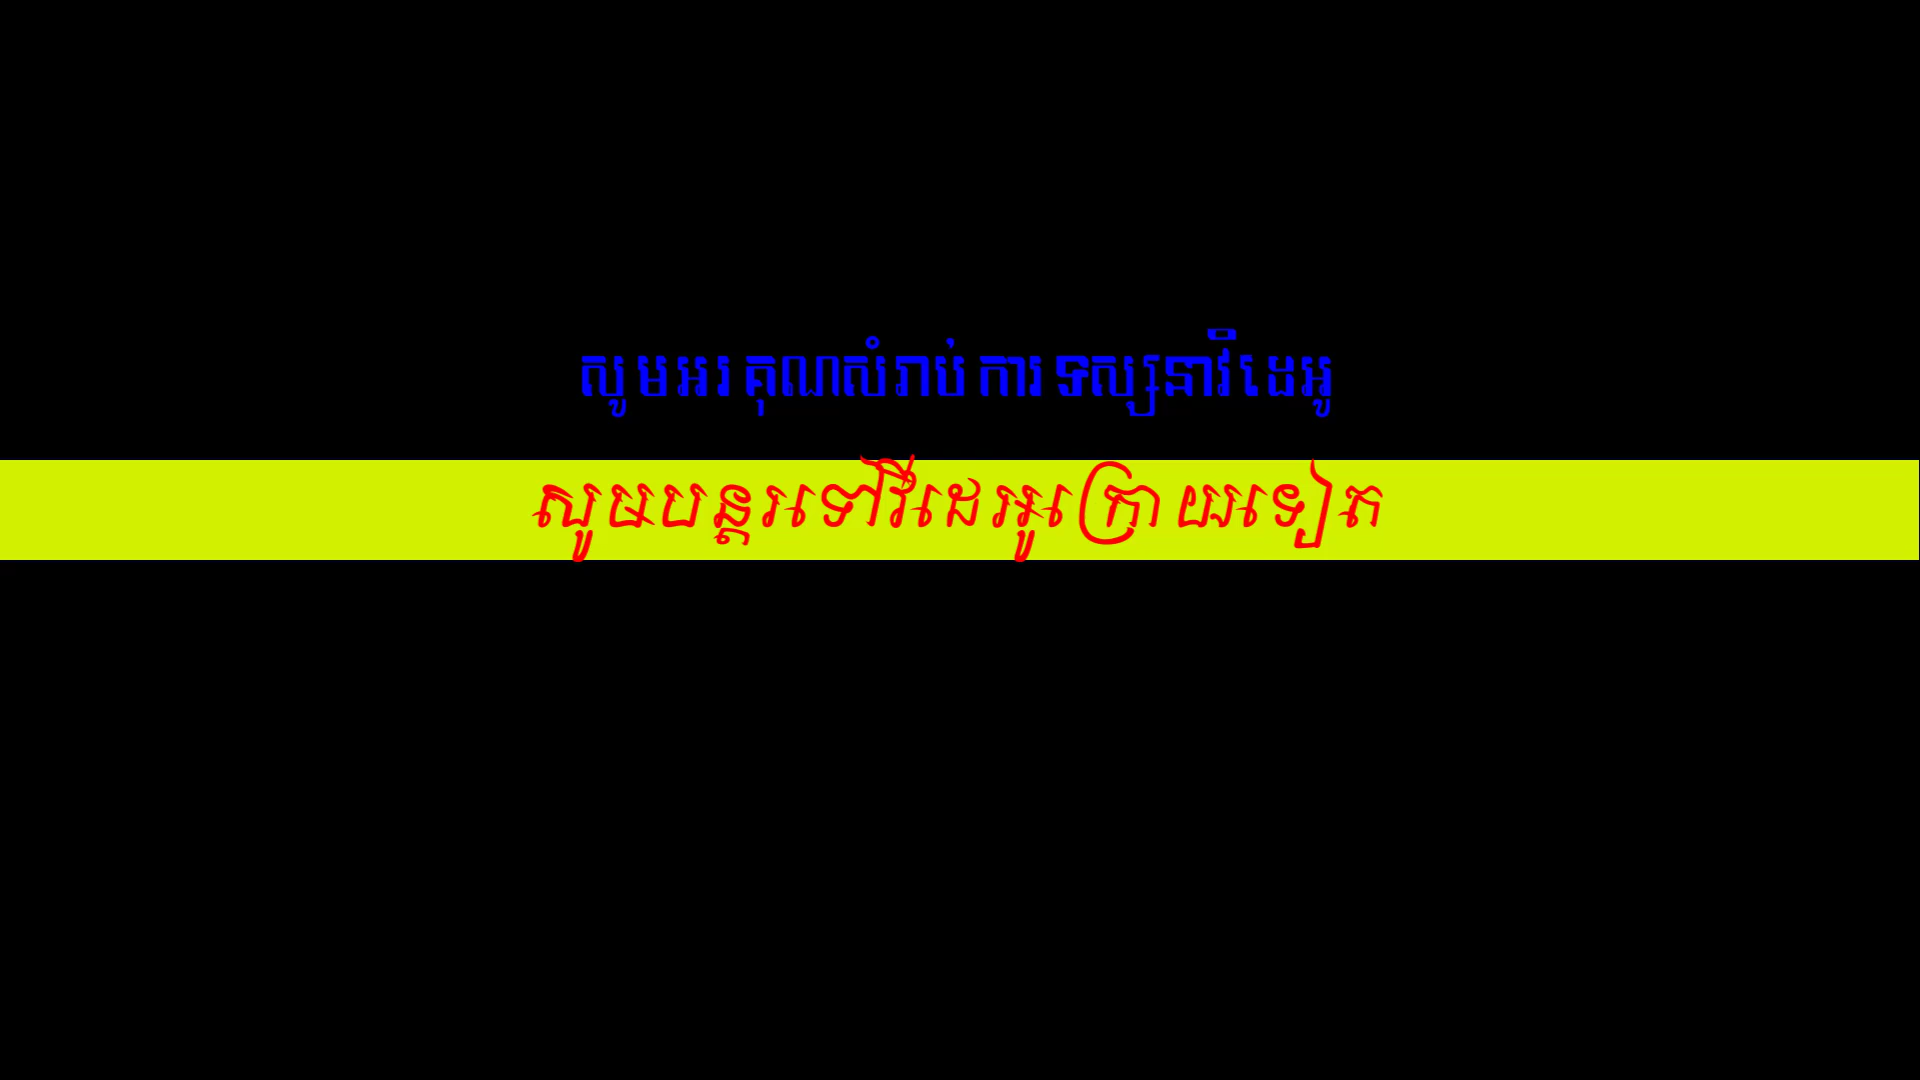 សូមអរគុណសំរាប់ការទស្សនាវីដេអូ
សូមបន្តរទៅវីដេអូក្រោយទៀត